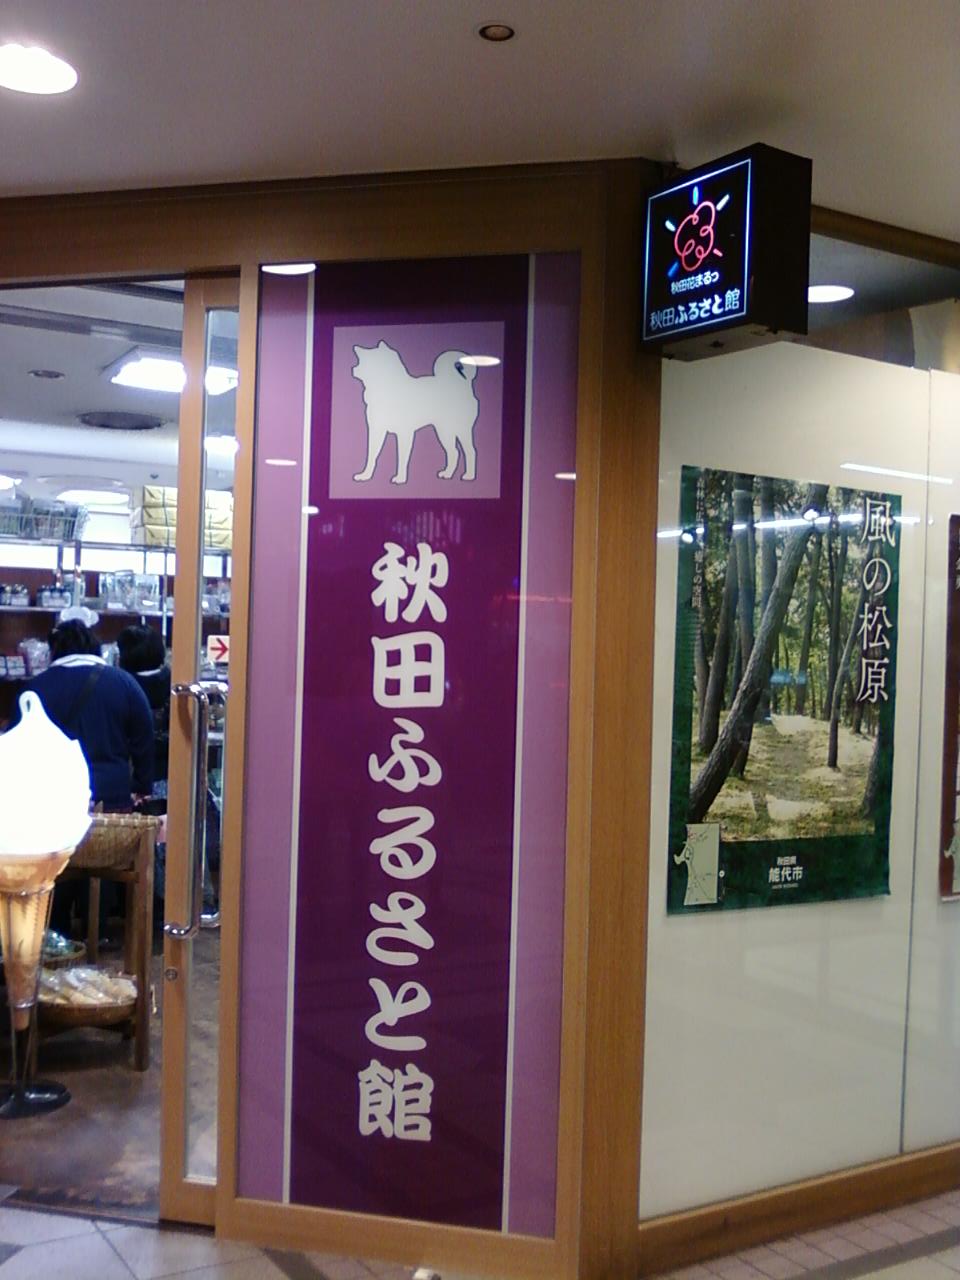 秋田花まるっ
秋田ふるさと館
秋田ふるさと館
風の松原
秋田県
能代市